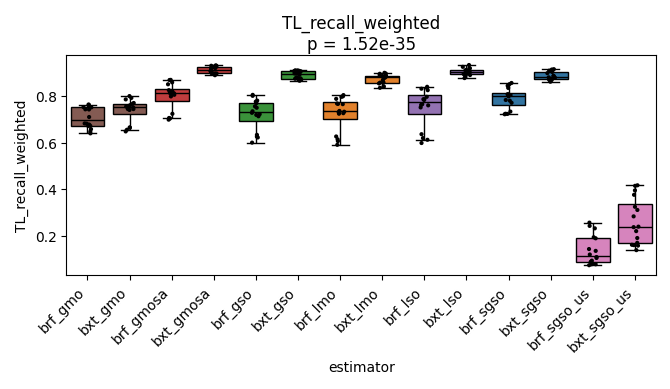 TL_recall_weighted
p = 1.52e-35
TL_recall_weighted
0.8
0.6
0.4
0.2
brf_gmo
bxt_gmo
brf_gmosa
bxt_gmosa
brf_gso
bxt_gso
brf_lmo
bxt_lmo
brf_lso
bxt_lso
brf_sgso
bxt_sgso
brf_sgso_us
bxt_sgso_us
estimator